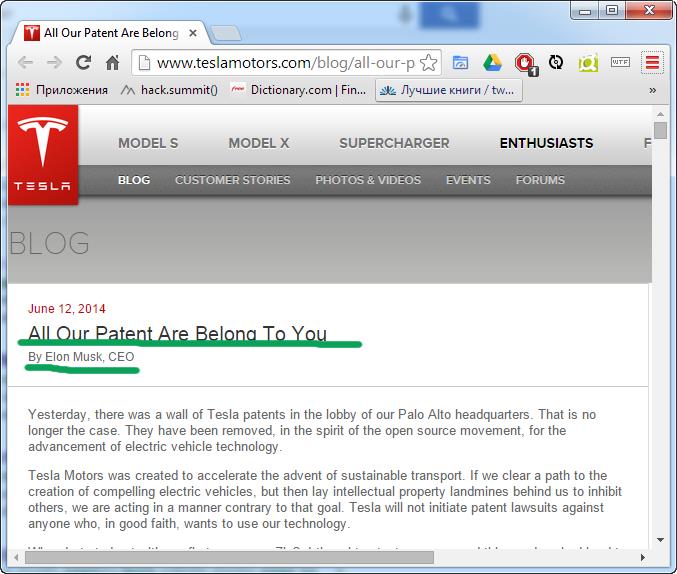 All Our Patent Are Belong
www.teslamotors.com/blog/all-our-p
1
WTF
Приложения hack.summit() free Dictionary.com | Fin... Лучшие книги / tw... »
TESLA
MODEL S MODEL X SUPERCHARGER ENTHUSIASTS F
BLOG CUSTOMER STORIES PHOTOS & VIDEOS EVENTS FORUMS
BLOG
June 12, 2014
All Our Patent Are Belong To You
By Elon Musk, CEO
Yesterday, there was a wall of Tesla patents in the lobby of our Palo Alto headquarters. That is no
longer the case. They have been removed, in the spirit of the open source movement, for the
advancement of electric vehicle technology.
Tesla Motors was created to accelerate the advent of sustainable transport. If we clear a path to the
creation of compelling electric vehicles, but then lay intellectual property landmines behind us to inhibit
others, we are acting in a manner contrary to that goal. Tesla will not initiate patent lawsuits against
anyone who, in good faith, wants to use our technology.